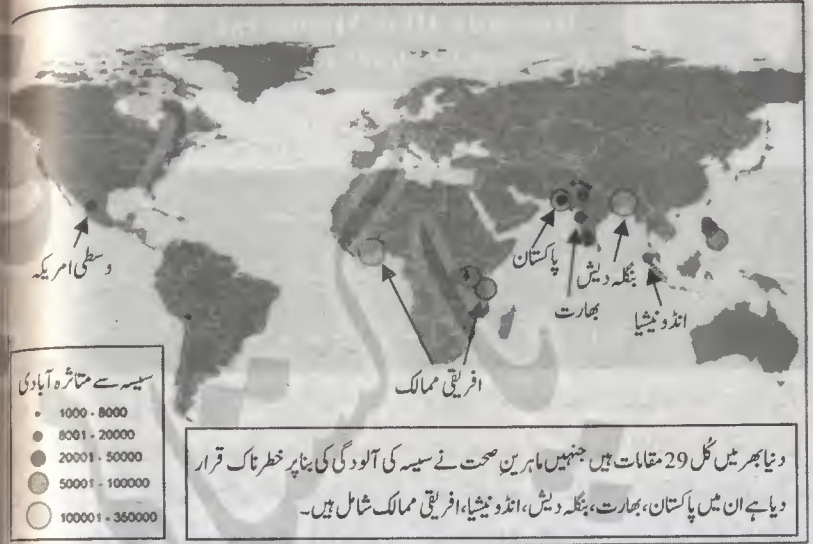 وسطی امریکہ
پاکستان
بھارت
بنگلہ دیش
انڈونیشیا
افریقی ممالک
سیسہ سے متاثرہ آبادی
1000 - 8000
8001 - 20000
20001 - 50000
50001 - 100000
100001 - 350000
دنیا بھر میں کُل 29 مقامات ہیں جنہیں ماہرینِ صحت نے سیسہ کی آلودگی کی بنا پر خطرناک قرار
دیا ہے ان میں پاکستان، بھارت، بنگلہ دیش، انڈونیشیا، افریقی ممالک شامل ہیں۔